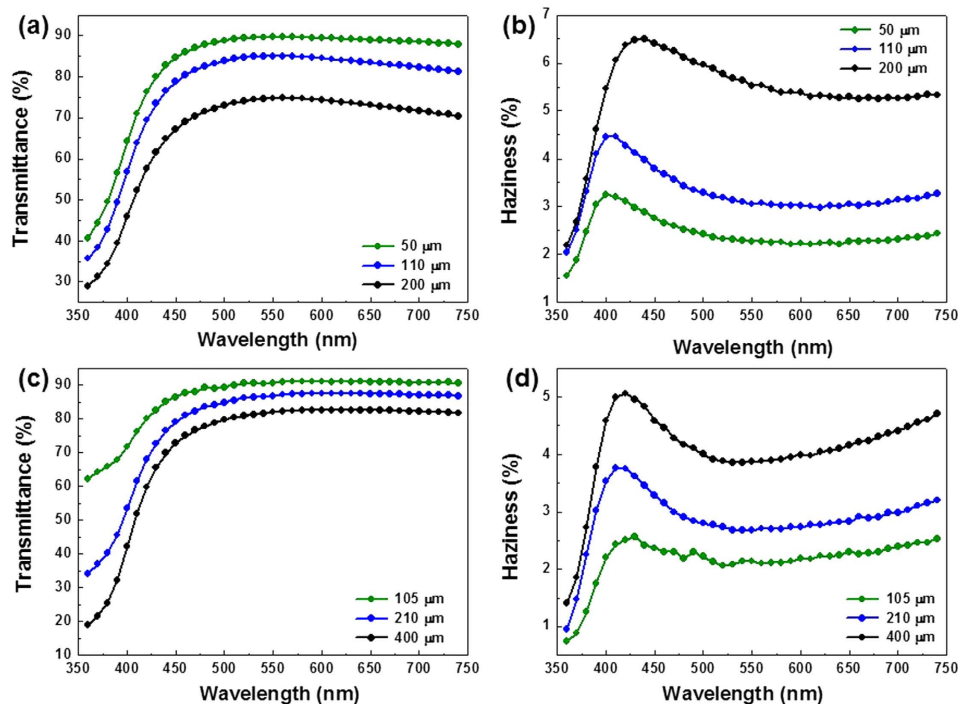 (a)
90
80
70
60
50
40
30
Transmittance (%)
350 400 450 500 550 600 650 700 750
Wavelength (nm)
50 μm
110 μm
200 μm
(b)
7
6
5
4
3
2
1
Haziness (%)
350 400 450 500 550 600 650 700 750
Wavelength (nm)
50 μm
110 μm
200 μm
(c)
90
80
70
60
50
40
30
20
10
Transmittance (%)
350 400 450 500 550 600 650 700 750
Wavelength (nm)
105 μm
210 μm
400 μm
(d)
5
4
3
2
1
Haziness (%)
350 400 450 500 550 600 650 700 750
Wavelength (nm)
105 μm
210 μm
400 μm